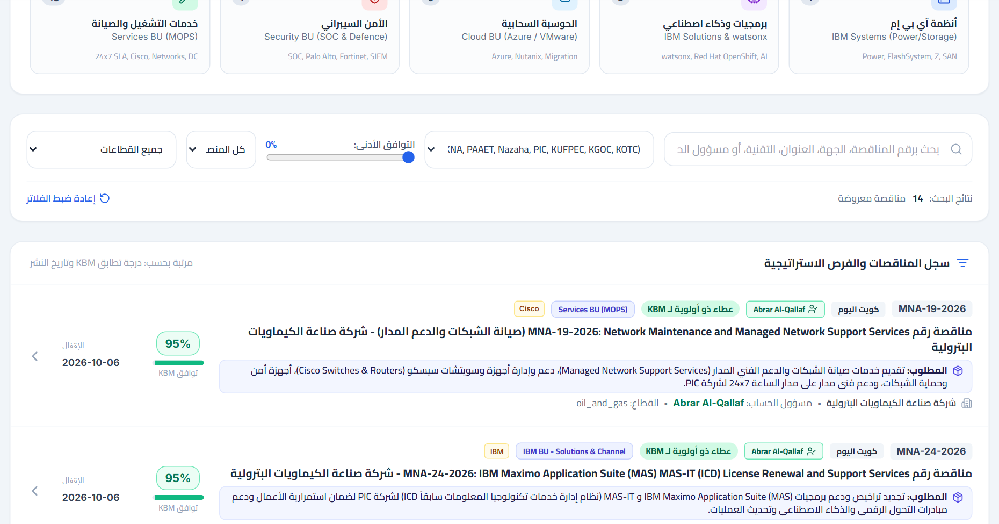 أنظمة آي بي إم
IBM Systems (Power/Storage)
Power, FlashSystem, Z, SAN
برمجيات وذكاء اصطناعي
IBM Solutions & watsonx
watsonx, Red Hat OpenShift, AI
الحوسبة السحابية
Cloud BU (Azure / VMware)
Azure, Nutanix, Migration
الأمن السيبراني
Security BU (SOC & Defence)
SOC, Palo Alto, Fortinet, SIEM
خدمات التشغيل والصيانة
Services BU (MOPS)
24x7 SLA, Cisco, Networks, DC
بحث برقم المناقصة، الجهة، العنوان، التقنية، أو مسؤول
KNA, PAAET, Nazaha, PIC, KUFPEC, KGOC, KOTC)
التوافق الأدنى: 0%
كل
جميع القطاعات
نتائج البحث: 14 مناقصة معروضة
إعادة ضبط الفلاتر
سجل المناقصات والفرص الاستراتيجية
مرتبة بحسب: درجة تطابق KBM وتاريخ النشر
MNA-19-2026 كويت اليوم Abrar Al-Qallaf عطاء ذو أولوية لـ KBM Services BU (MOPS) Cisco
مناقصة رقم MNA-19-2026: Network Maintenance and Managed Network Support Services (صيانة الشبكات والدعم المدار) - شركة صناعة الكيماويات
البترولية
المطلوب: تقديم خدمات صيانة الشبكات والدعم الفني المدار (Managed Network Support Services)، دعم وإدارة أجهزة وسويتشات سيسكو (Cisco Switches & Routers)، أجهزة أمن
وحماية الشبكات، ودعم فني مدار على مدار الساعة 24x7 لشركة PIC.
شركة صناعة الكيماويات البترولية ▪ مسؤول الحساب: Abrar Al-Qallaf ▪ القطاع: oil_and_gas
95%
توافق KBM
الإقفال
2026-10-06
MNA-24-2026 كويت اليوم Abrar Al-Qallaf عطاء ذو أولوية لـ KBM IBM BU - Solutions & Channel IBM
مناقصة رقم MNA-24-2026: IBM Maximo Application Suite (MAS) MAS-IT (ICD) License Renewal and Support Services - شركة صناعة الكيماويات البترولية
المطلوب: تجديد تراخيص ودعم برمجيات IBM Maximo Application Suite (MAS) و MAS-IT (نظام إدارة خدمات تكنولوجيا المعلومات سابقاً ICD) لشركة PIC لضمان استمرارية الأعمال ودعم
مبادرات التحول الرقمي والذكاء الاصطناعي وتحديث العمليات.
95%
توافق KBM
الإقفال
2026-10-06